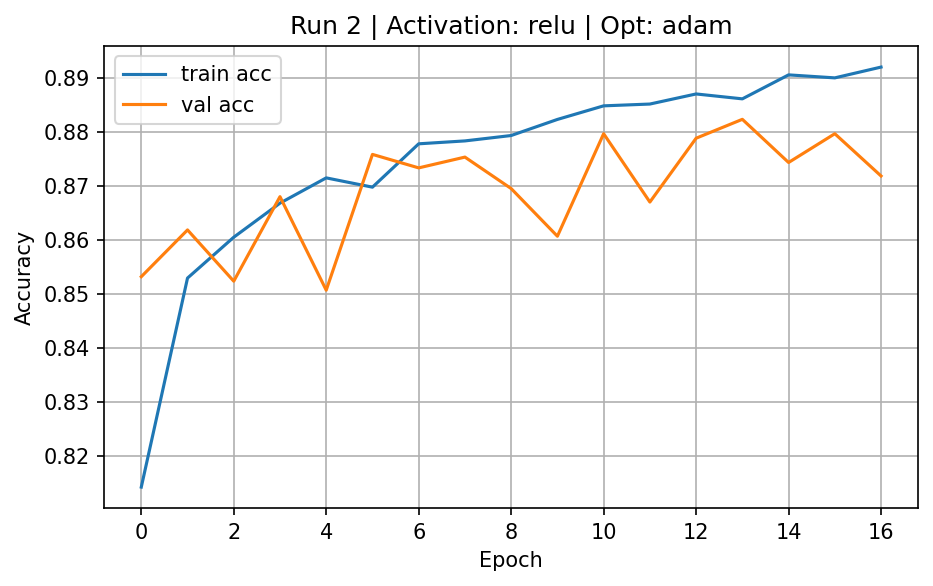 Run 2 | Activation: relu | Opt: adam
train acc
val acc
0.89
0.88
0.87
0.86
0.85
0.84
0.83
0.82
Accuracy
0 2 4 6 8 10 12 14 16
Epoch